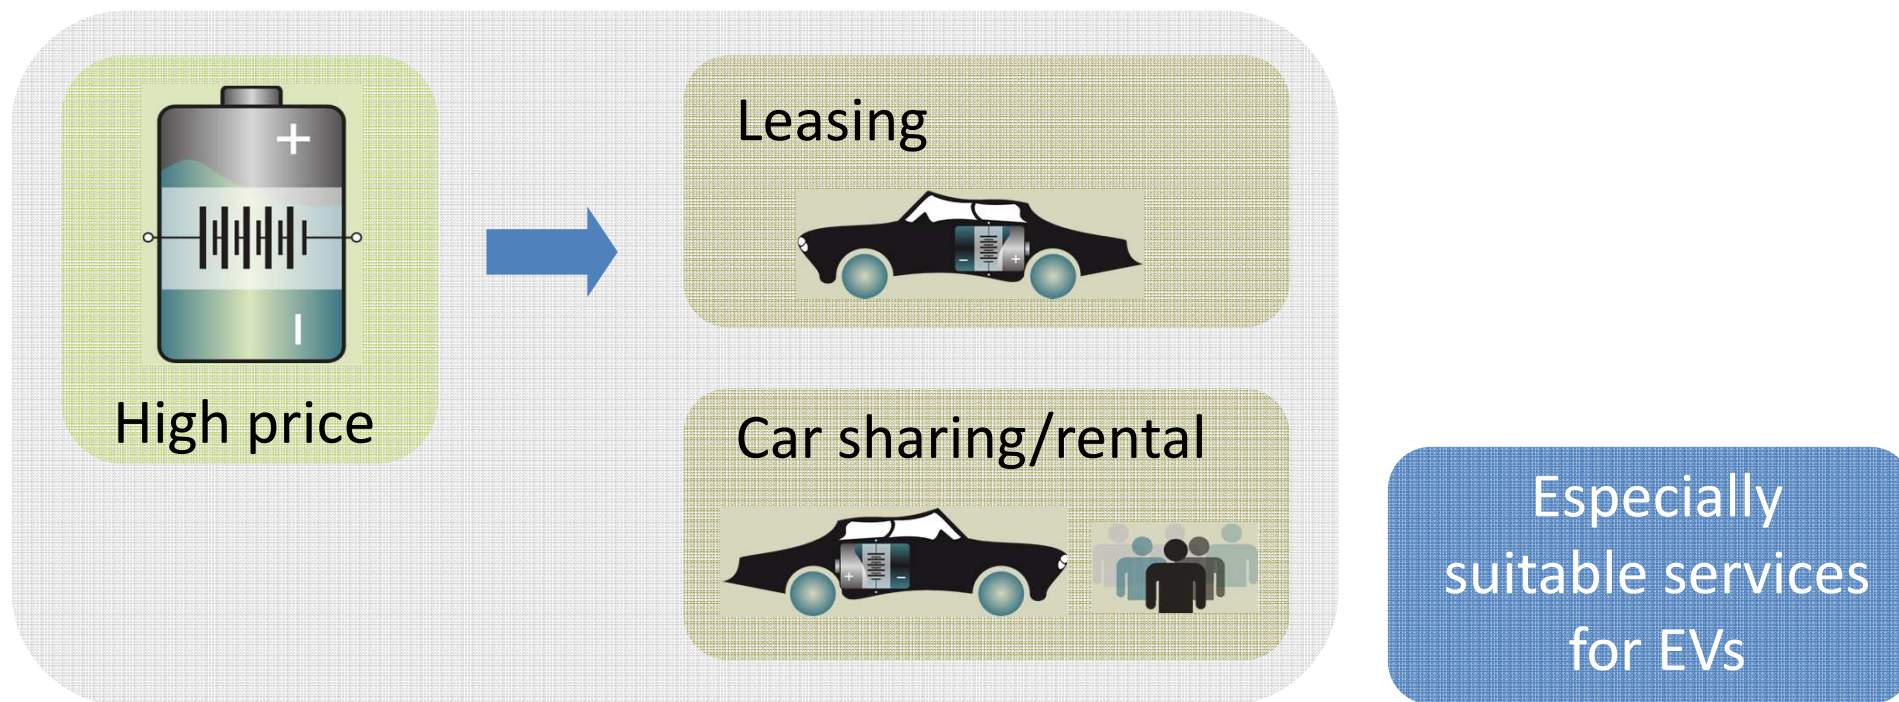 High price
Leasing
Car sharing/rental
Especially
suitable services
for EVs